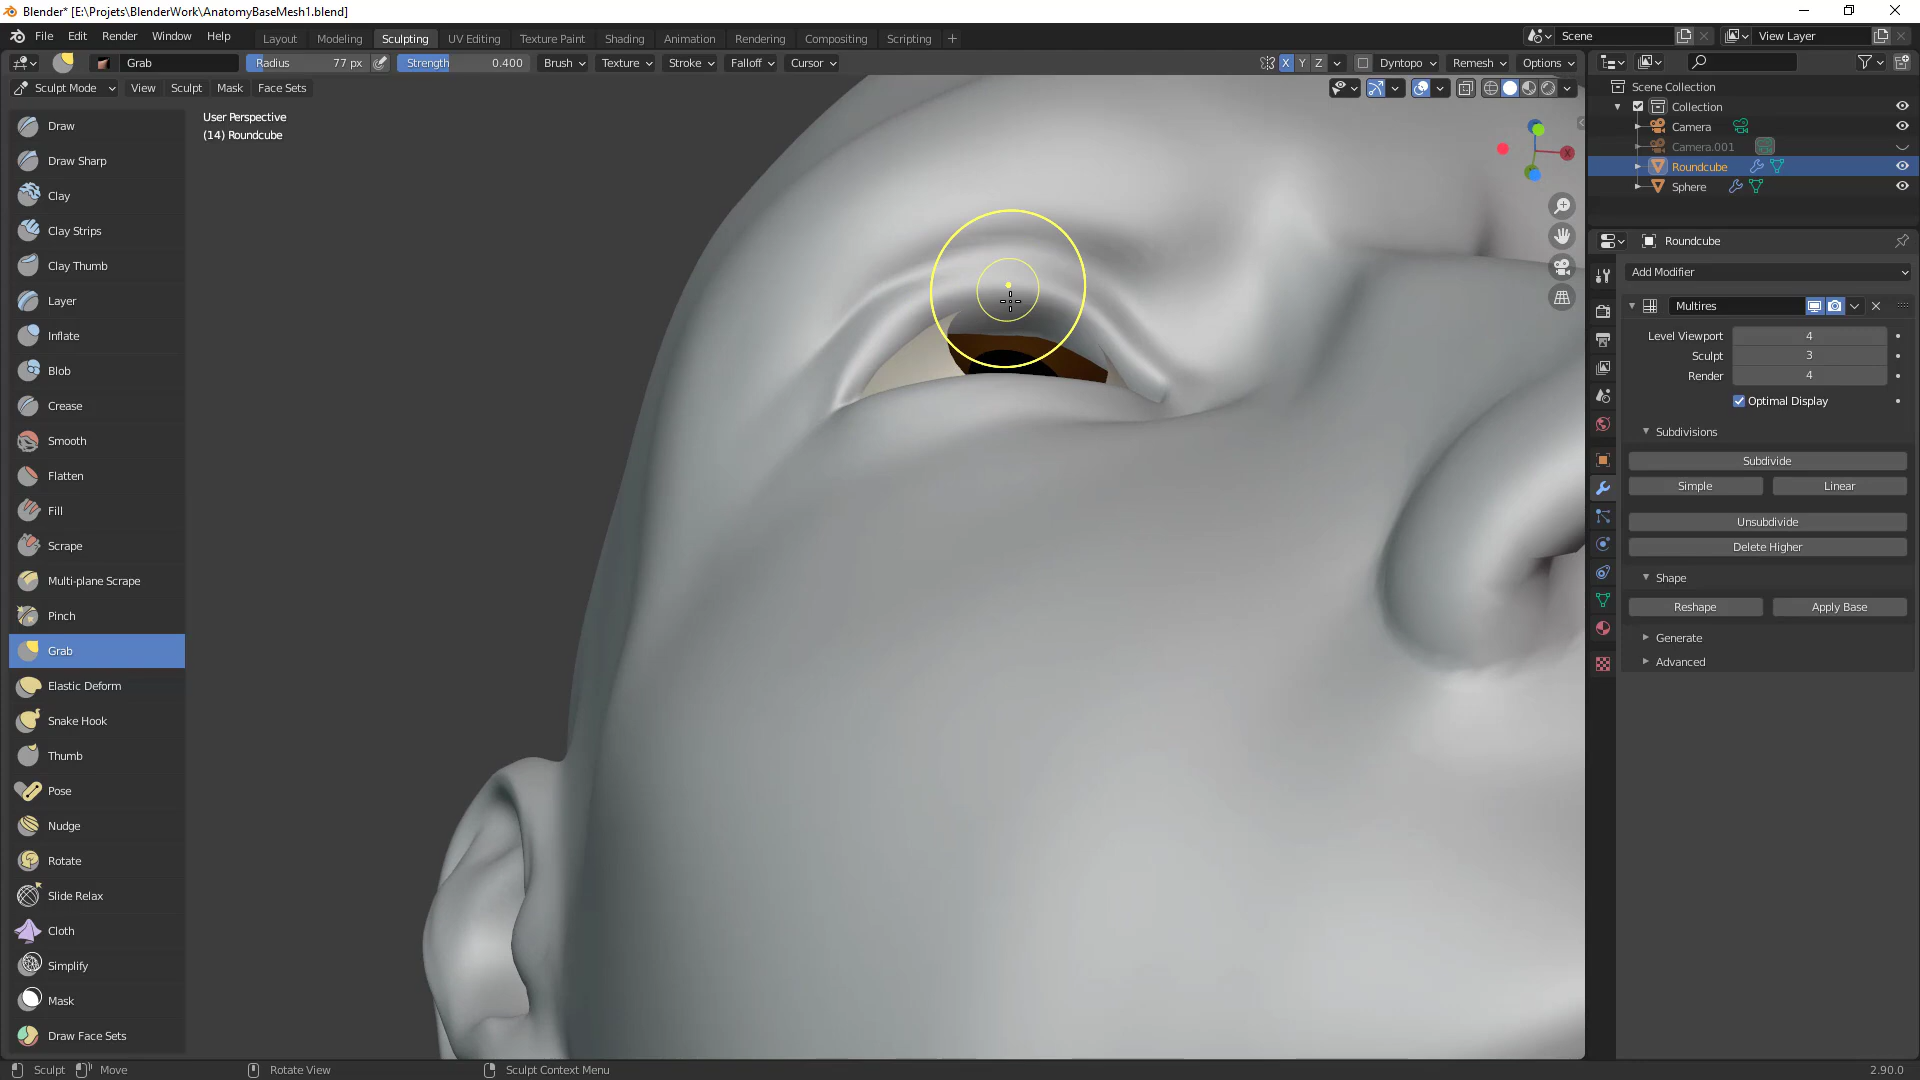 Blender* [E:\Projets\BlenderWork\AnatomyBaseMesh1.blend]
File Edit Render Window Help Layout Modeling Sculpting UV Editing Texture Paint Shading Animation Rendering Compositing Scripting + Scene View Layer
Grab Radius 77 px Strength 0.400 Brush Texture Stroke Falloff Cursor X Y Z Dyntopo Remesh Options
Sculpt Mode View Sculpt Mask Face Sets
User Perspective
(14) Roundcube
Draw
Draw Sharp
Clay
Clay Strips
Clay Thumb
Layer
Inflate
Blob
Crease
Smooth
Flatten
Fill
Scrape
Multi-plane Scrape
Pinch
Grab
Elastic Deform
Snake Hook
Thumb
Pose
Nudge
Rotate
Slide Relax
Cloth
Simplify
Mask
Draw Face Sets
X
Scene Collection
Collection
Camera
Camera.001
Roundcube
Sphere
Roundcube
Add Modifier
Multires
Level Viewport 4
Sculpt 3
Render 4
Optimal Display
Subdivisions
Subdivide
Simple Linear
Unsubdivide
Delete Higher
Shape
Reshape Apply Base
Generate
Advanced
Sculpt Move Rotate View Sculpt Context Menu 2.90.0